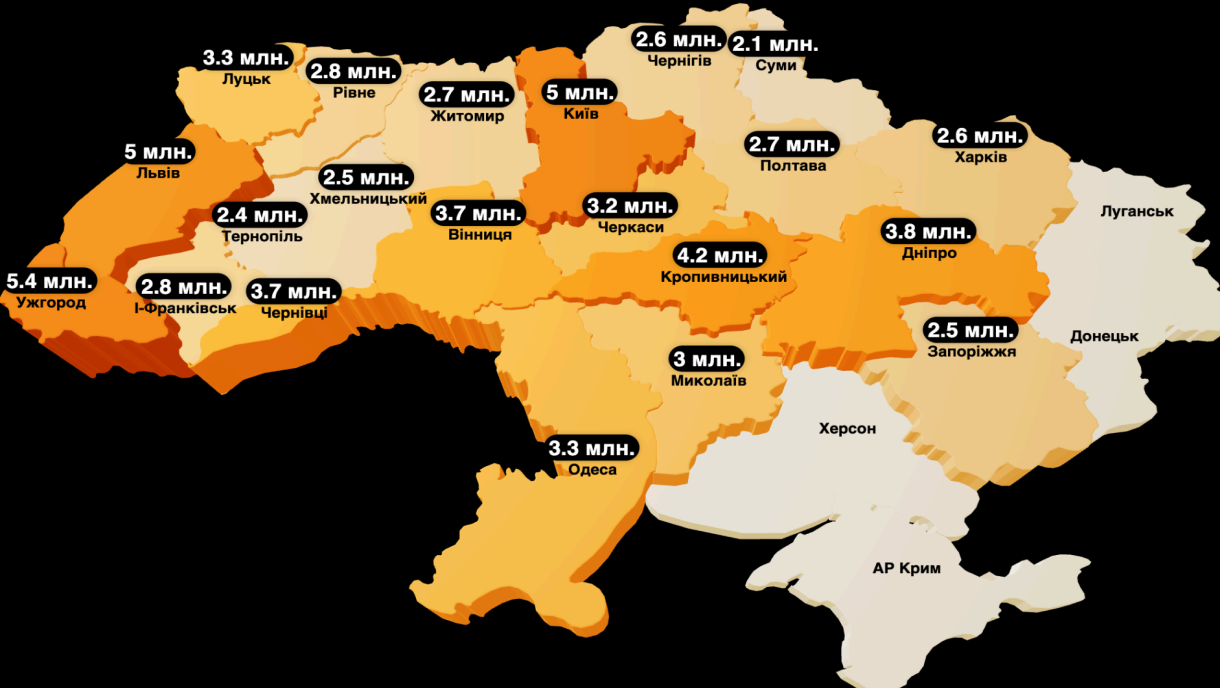 2.6 млн.
Чернігів
2.1 млн.
Суми
3.3 млн.
Луцьк
2.8 млн.
Рівне
2.7 млн.
Житомир
5 млн.
Київ
2.7 млн.
Полтава
2.6 млн.
Харків
5 млн.
Львів
2.5 млн.
Хмельницький
2.4 млн.
Тернопіль
3.7 млн.
Вінниця
3.2 млн.
Черкаси
Луганськ
3.8 млн.
Дніпро
4.2 млн.
Кропивницький
5.4 млн.
Ужгород
2.8 млн.
І-Франківськ
3.7 млн.
Чернівці
2.5 млн.
Запоріжжя
Донецьк
3 млн.
Миколаїв
Херсон
3.3 млн.
Одеса
АР Крим